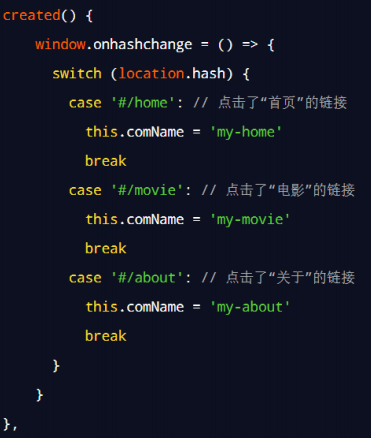 created() {
    window.onhashchange = () => {
      switch (location.hash) {
        case '#/home': // 点击了“首页”的链接
          this.comName = 'my-home'
          break
        case '#/movie': // 点击了“电影”的链接
          this.comName = 'my-movie'
          break
        case '#/about': // 点击了“关于”的链接
          this.comName = 'my-about'
          break
      }
    }
},